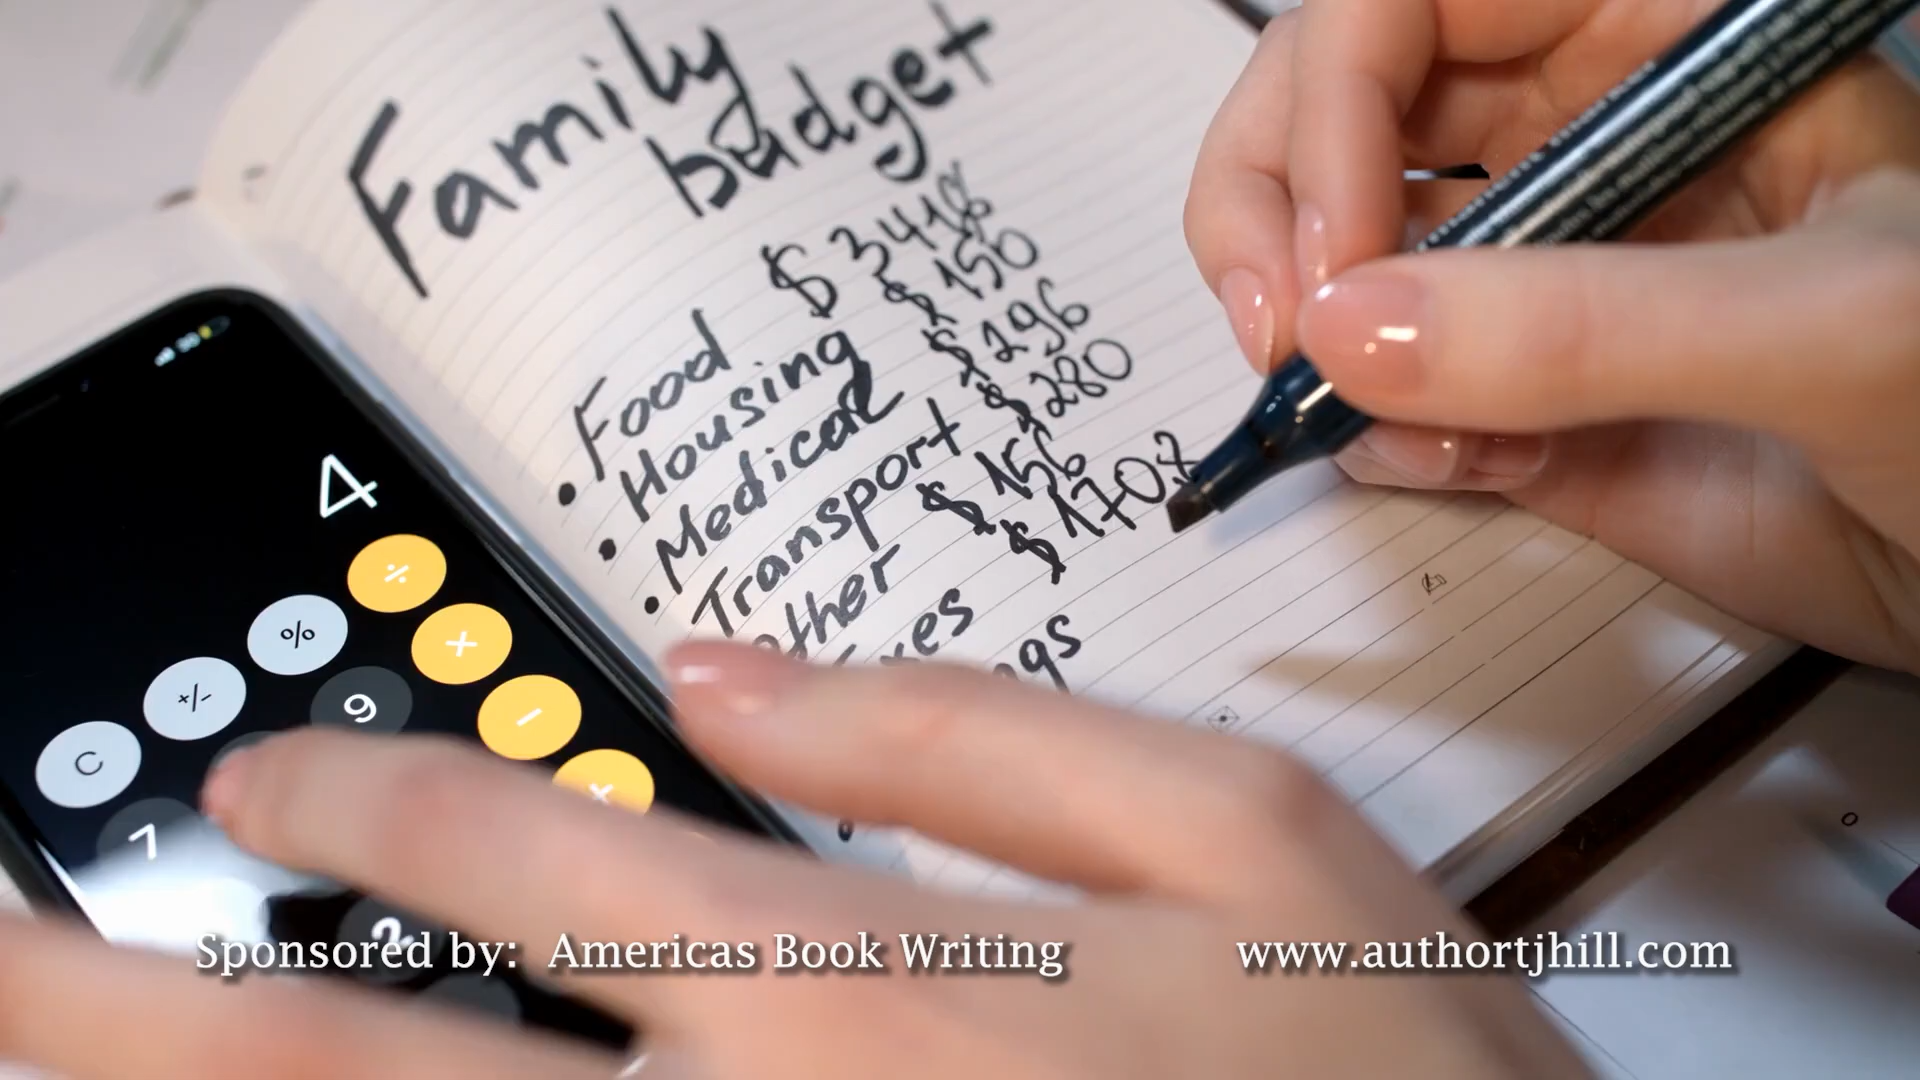 Family
budget
Food $ 3418
Housing $ 150
Medical $ 296
Transport $ 280
other $ 156
$ 1708
4
÷
% ×
+/- 9 −
C +
7
2
Sponsored by: Americas Book Writing www.authortjhill.com